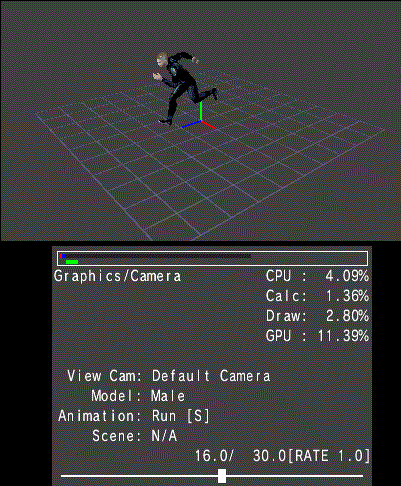 Graphics/Camera CPU : 4.09%
Calc: 1.36%
Draw: 2.80%
GPU : 11.39%
View Cam: Default Camera
Model: Male
Animation: Run [S]
Scene: N/A
16.0/ 30.0[RATE 1.0]